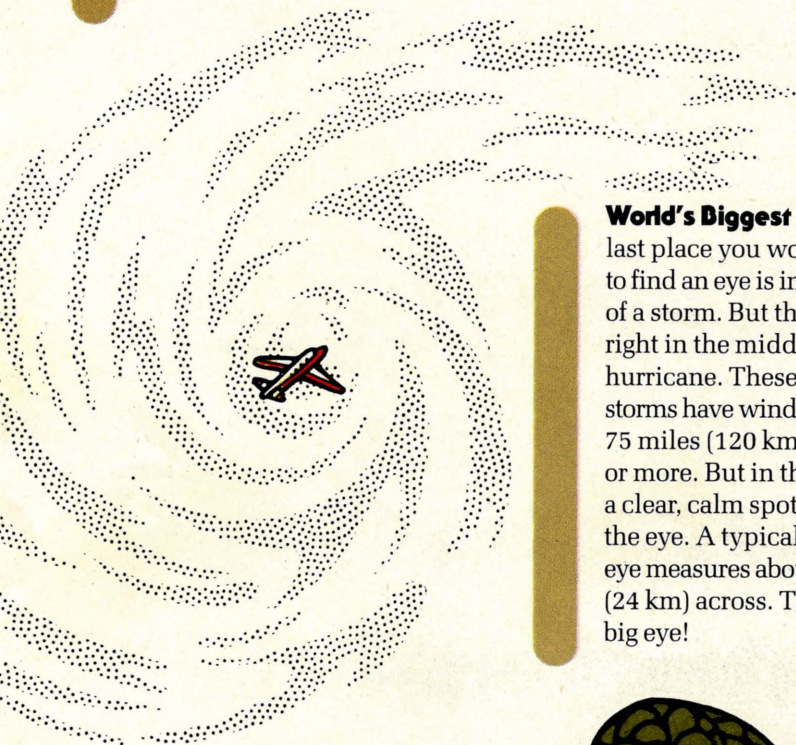 World's Biggest
last place you wo
to find an eye is in
of a storm. But th
right in the midd
hurricane. These
storms have wind
75 miles (120 km
or more. But in th
a clear, calm spot
the eye. A typical
eye measures abo
(24 km) across. T
big eye!